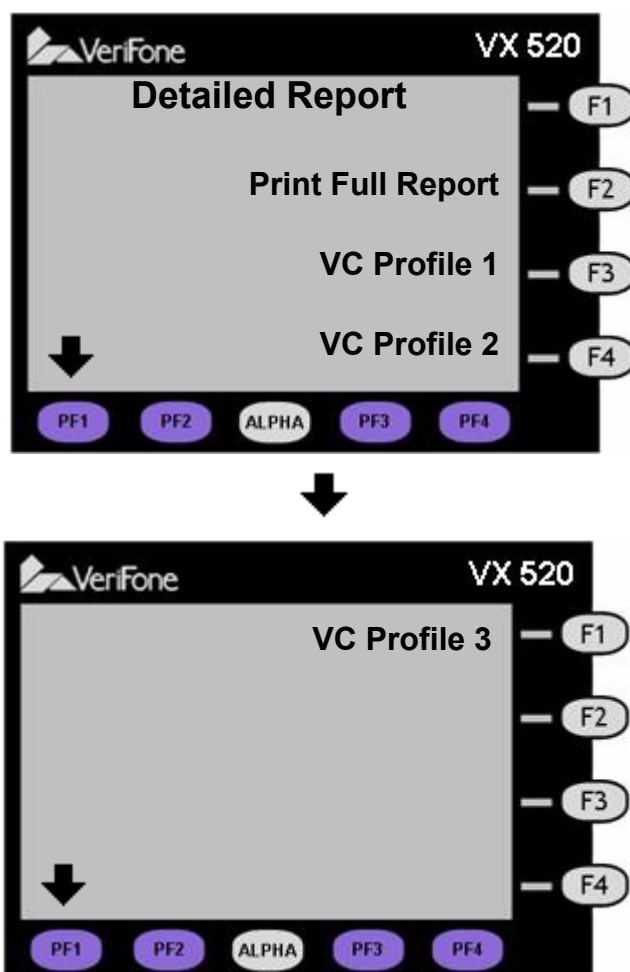 VeriFone VX 520
Detailed Report
F1
Print Full Report
F2
VC Profile 1
F3
VC Profile 2
F4
PF1 PF2 ALPHA PF3 PF4
VeriFone VX 520
VC Profile 3
F1
F2
F3
F4
PF1 PF2 ALPHA PF3 PF4